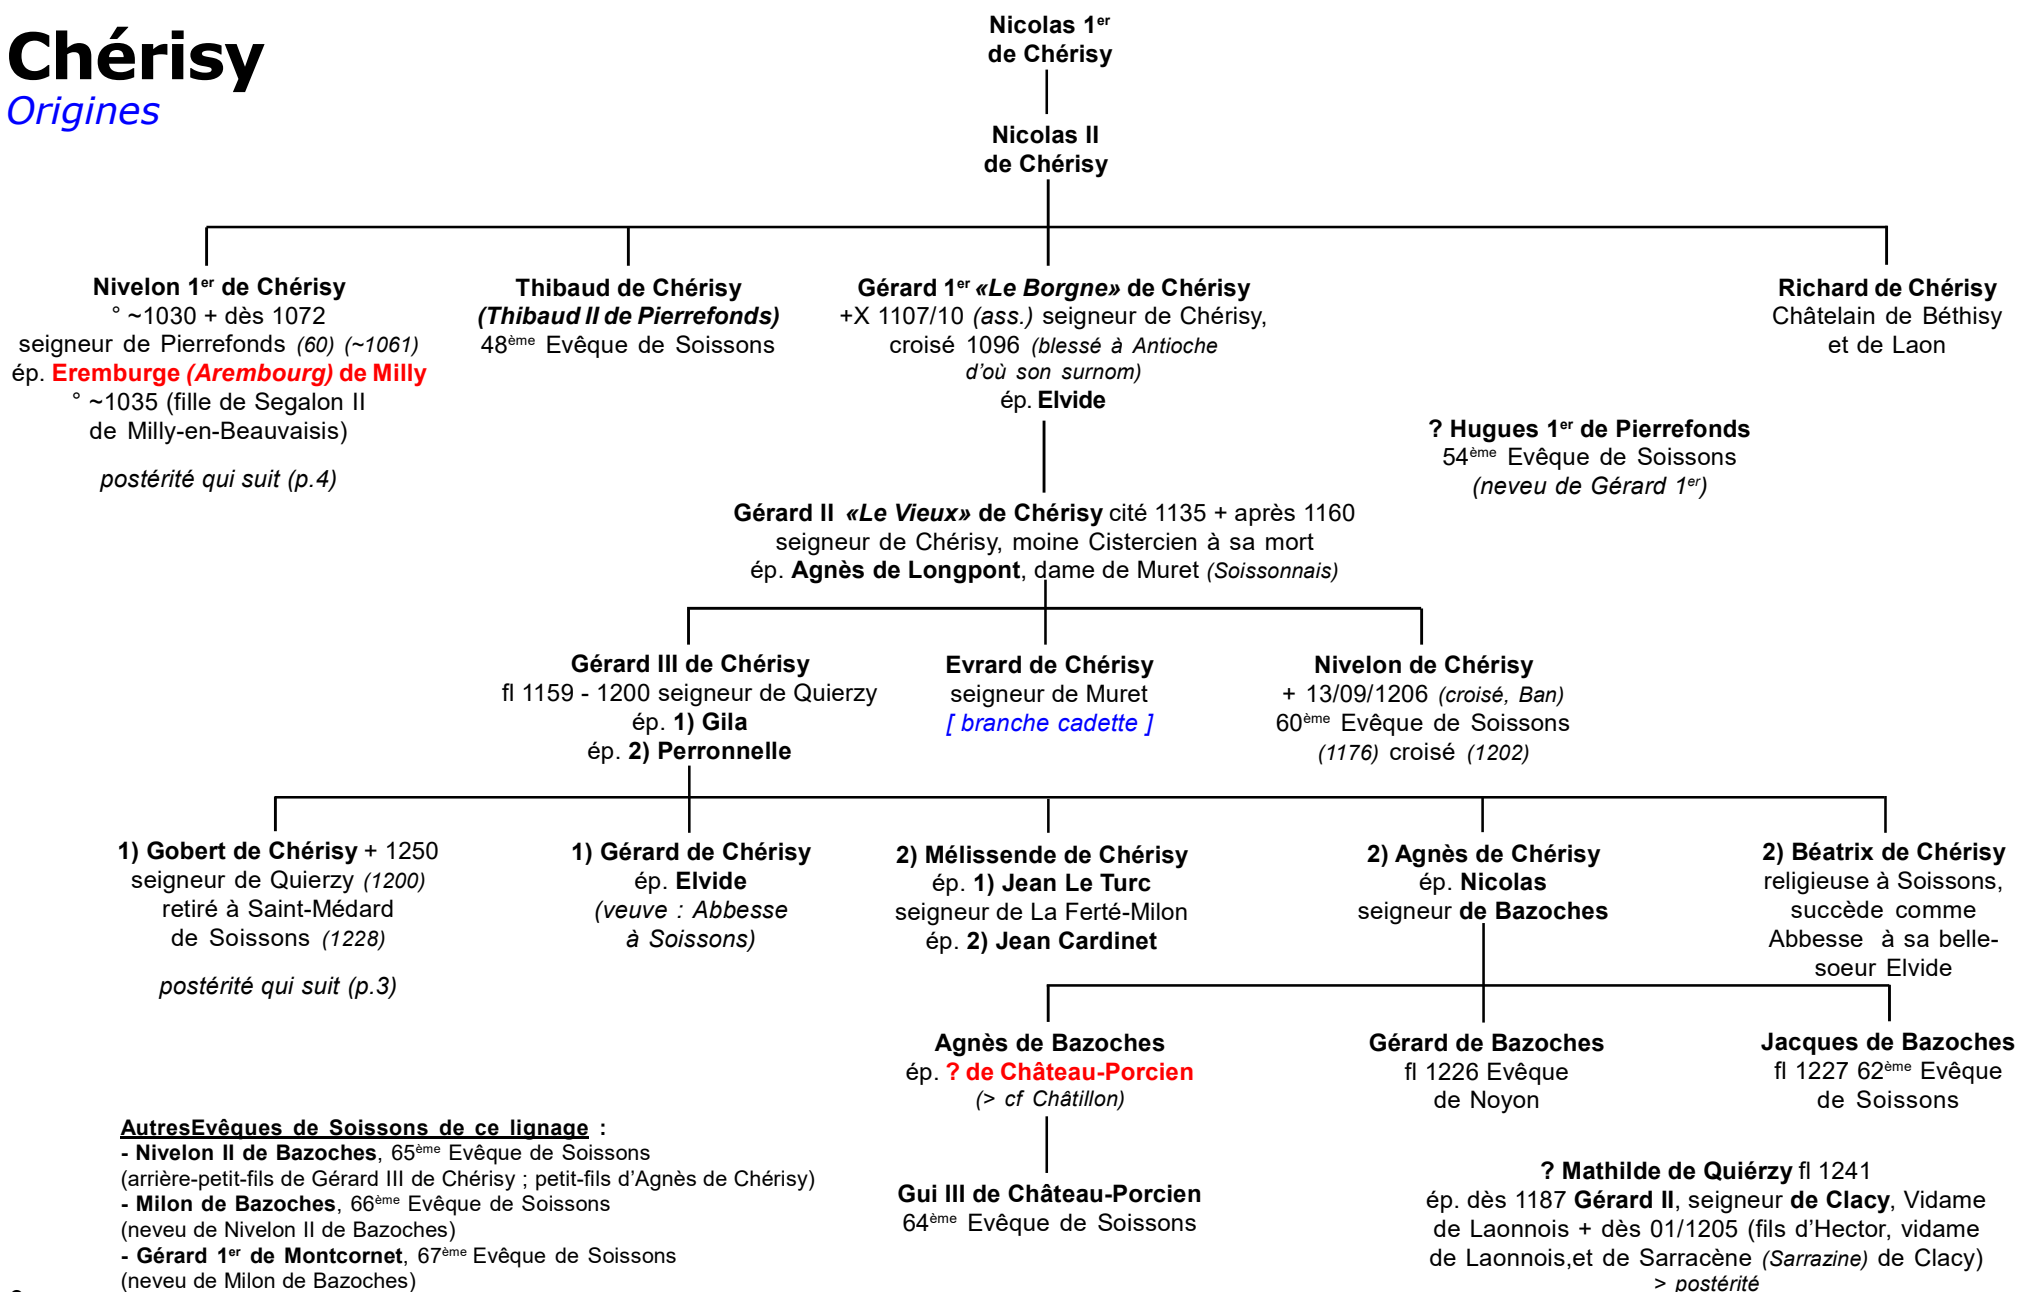 Chérisy
Origines
Nicolas 1er
de Chérisy
Nicolas II
de Chérisy
Nivelon 1er de Chérisy
° ~1030 + dès 1072
seigneur de Pierrefonds (60) (~1061)
ép. Eremburge (Arembourg) de Milly
° ~1035 (fille de Segalon II
de Milly-en-Beauvaisis)
postérité qui suit (p.4)
Thibaud de Chérisy
(Thibaud II de Pierrefonds)
48ème Evêque de Soissons
Gérard 1er «Le Borgne» de Chérisy
+X 1107/10 (ass.) seigneur de Chérisy,
croisé 1096 (blessé à Antioche
d'où son surnom)
ép. Elvide
Richard de Chérisy
Châtelain de Béthisy
et de Laon
? Hugues 1er de Pierrefonds
54ème Evêque de Soissons
(neveu de Gérard 1er)
Gérard II «Le Vieux» de Chérisy cité 1135 + après 1160
seigneur de Chérisy, moine Cistercien à sa mort
ép. Agnès de Longpont, dame de Muret (Soissonnais)
Gérard III de Chérisy
fl 1159 - 1200 seigneur de Quierzy
ép. 1) Gila
ép. 2) Perronnelle
Evrard de Chérisy
seigneur de Muret
[ branche cadette ]
Nivelon de Chérisy
+ 13/09/1206 (croisé, Ban)
60ème Evêque de Soissons
(1176) croisé (1202)
1) Gobert de Chérisy + 1250
seigneur de Quierzy (1200)
retiré à Saint-Médard
de Soissons (1228)
postérité qui suit (p.3)
1) Gérard de Chérisy
ép. Elvide
(veuve : Abbesse
à Soissons)
2) Mélissende de Chérisy
ép. 1) Jean Le Turc
seigneur de La Ferté-Milon
ép. 2) Jean Cardinet
2) Agnès de Chérisy
ép. Nicolas
seigneur de Bazoches
2) Béatrix de Chérisy
religieuse à Soissons,
succède comme
Abbesse à sa belle-
soeur Elvide
Agnès de Bazoches
ép. ? de Château-Porcien
(> cf Châtillon)
Gérard de Bazoches
fl 1226 Evêque
de Noyon
Jacques de Bazoches
fl 1227 62ème Evêque
de Soissons
Gui III de Château-Porcien
64ème Evêque de Soissons
AutresEvêques de Soissons de ce lignage :
- Nivelon II de Bazoches, 65ème Evêque de Soissons
(arrière-petit-fils de Gérard III de Chérisy ; petit-fils d'Agnès de Chérisy)
- Milon de Bazoches, 66ème Evêque de Soissons
(neveu de Nivelon II de Bazoches)
- Gérard 1er de Montcornet, 67ème Evêque de Soissons
(neveu de Milon de Bazoches)
? Mathilde de Quiérzy fl 1241
ép. dès 1187 Gérard II, seigneur de Clacy, Vidame
de Laonnois + dès 01/1205 (fils d'Hector, vidame
de Laonnois,et de Sarracène (Sarrazine) de Clacy)
> postérité